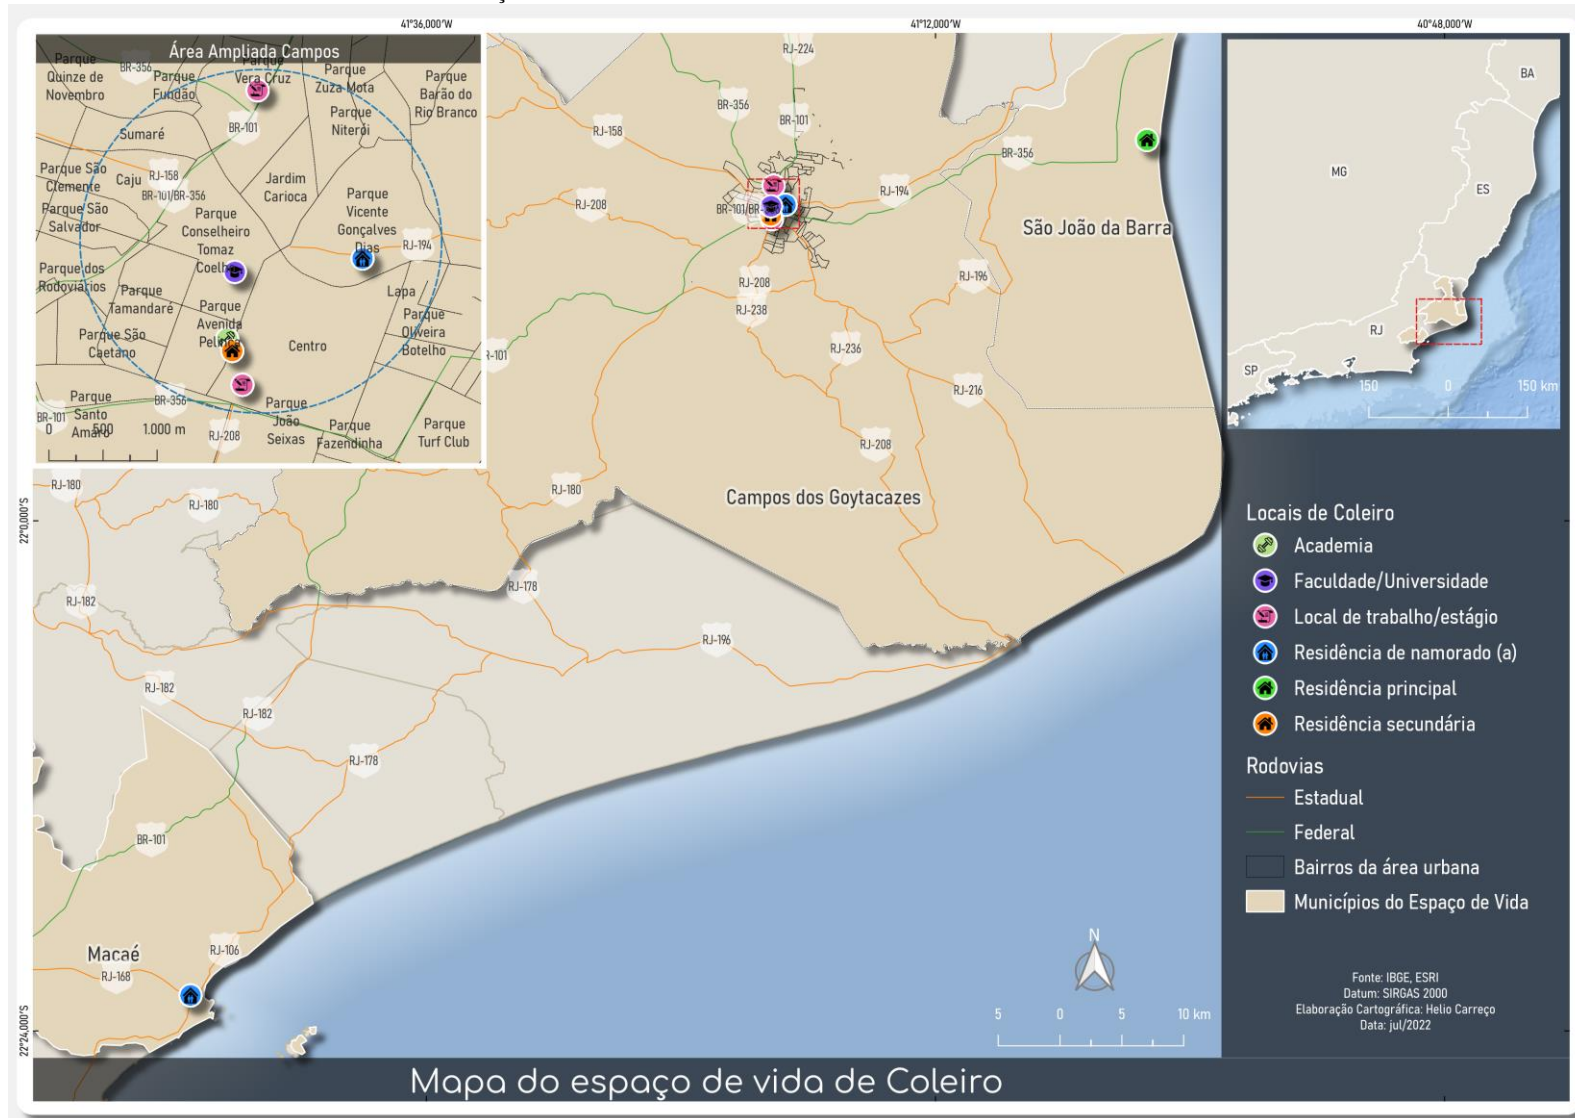 41°36,000'W
41°12,000'W
40°48,000'W
22°0,000'S
22°24,000'S
Área Ampliada Campos
Parque
Quinze de
Novembro
BR-356
Parque
Fundão
Parque
Vera Cruz
Parque
Zuza Mota
Parque
Barão do
Rio Branco
Parque
Niterói
BR-101
Sumaré
Parque São
Clemente
Caju
RJ-158
BR-101/BR-356
Jardim
Carioca
Parque São
Salvador
Parque
Conselheiro
Tomaz
Coelho
Parque
Vicente
Gonçalves
Dias
RJ-194
Parque dos
Rodoviários
Parque
Tamandaré
Lapa
Parque
Avenida
Pelinca
Parque
Oliveira
Botelho
Parque São
Caetano
Centro
Parque
Santo
Amaro
BR-101
BR-356
RJ-208
Parque
João
Seixas
Parque
Fazendinha
Parque
Turf Club
0 500 1.000 m
RJ-224
BR-356
BR-101
RJ-158
BR-356
RJ-194
RJ-208
São João da Barra
RJ-196
RJ-208
RJ-238
RJ-236
RJ-216
RJ-208
Campos dos Goytacazes
RJ-180
RJ-180
RJ-180
RJ-178
RJ-182
RJ-196
RJ-182
RJ-182
RJ-178
BR-101
Macaé
RJ-106
RJ-168
N
5 0 5 10 km
BA
MG
ES
RJ
SP
150 0 150 km
Locais de Coleiro
Academia
Faculdade/Universidade
Local de trabalho/estágio
Residência de namorado (a)
Residência principal
Residência secundária
Rodovias
Estadual
Federal
Bairros da área urbana
Municípios do Espaço de Vida
Fonte: IBGE, ESRI
Datum: SIRGAS 2000
Elaboração Cartográfica: Helio Carreço
Data: jul/2022
Mapa do espaço de vida de Coleiro